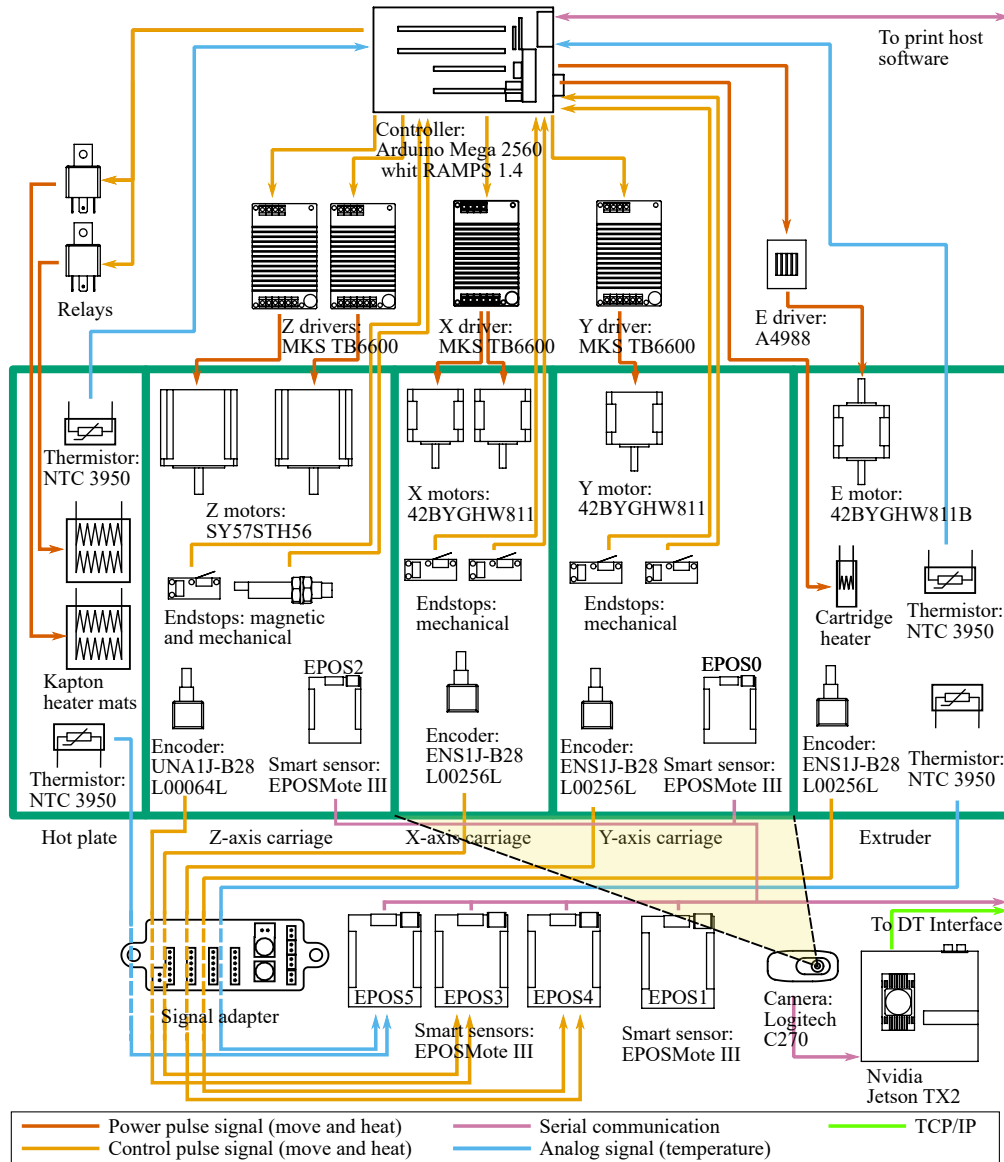 To print host
software
Controller:
Arduino Mega 2560
whit RAMPS 1.4
Relays
Z drivers:
MKS TB6600
X driver:
MKS TB6600
Y driver:
MKS TB6600
E driver:
A4988
Thermistor:
NTC 3950
Z motors:
SY57STH56
X motors:
42BYGHW811
Y motor:
42BYGHW811
E motor:
42BYGHW811B
Endstops: magnetic
and mechanical
Endstops:
mechanical
Endstops:
mechanical
Cartridge
heater
Thermistor:
NTC 3950
Kapton
heater mats
EPOS2
EPOS0
Thermistor:
NTC 3950
Encoder:
UNA1J-B28
L00064L
Smart sensor:
EPOSMote III
Encoder:
ENS1J-B28
L00256L
Encoder:
ENS1J-B28
L00256L
Smart sensor:
EPOSMote III
Encoder:
ENS1J-B28
L00256L
Thermistor:
NTC 3950
Hot plate
Z-axis carriage
X-axis carriage
Y-axis carriage
Extruder
To DT Interface
Signal adapter
EPOS5
EPOS3
EPOS4
EPOS1
Smart sensors:
EPOSMote III
Smart sensor:
EPOSMote III
Camera:
Logitech
C270
Nvidia
Jetson TX2
Power pulse signal (move and heat)
Serial communication
TCP/IP
Control pulse signal (move and heat)
Analog signal (temperature)